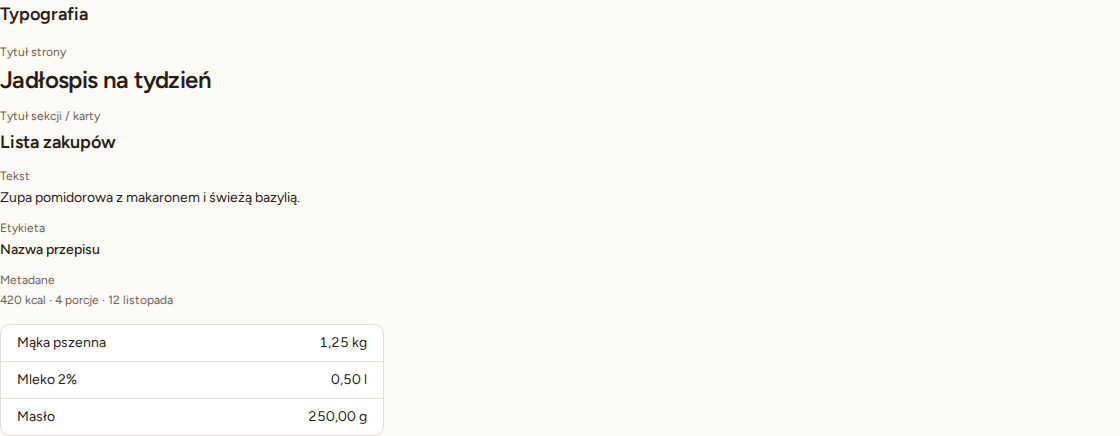 Typografia
Tytuł strony
Jadłospis na tydzień
Tytuł sekcji / karty
Lista zakupów
Tekst
Zupa pomidorowa z makaronem i świeżą bazylią.
Etykieta
Nazwa przepisu
Metadane
420 kcal · 4 porcje · 12 listopada
Mąka pszenna 1,25 kg
Mleko 2% 0,50 l
Masło 250,00 g